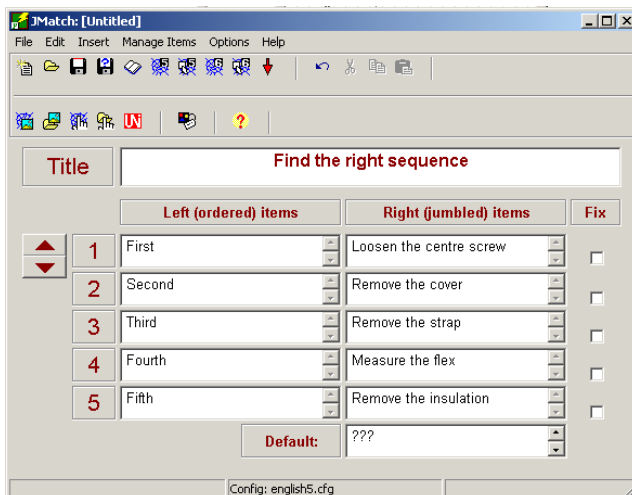 JMatch: [Untitled]
File Edit Insert Manage Items Options Help
Title Find the right sequence
Left (ordered) items Right (jumbled) items Fix
1 First Loosen the centre screw
2 Second Remove the cover
3 Third Remove the strap
4 Fourth Measure the flex
5 Fifth Remove the insulation
Default: ???
Config: english5.cfg